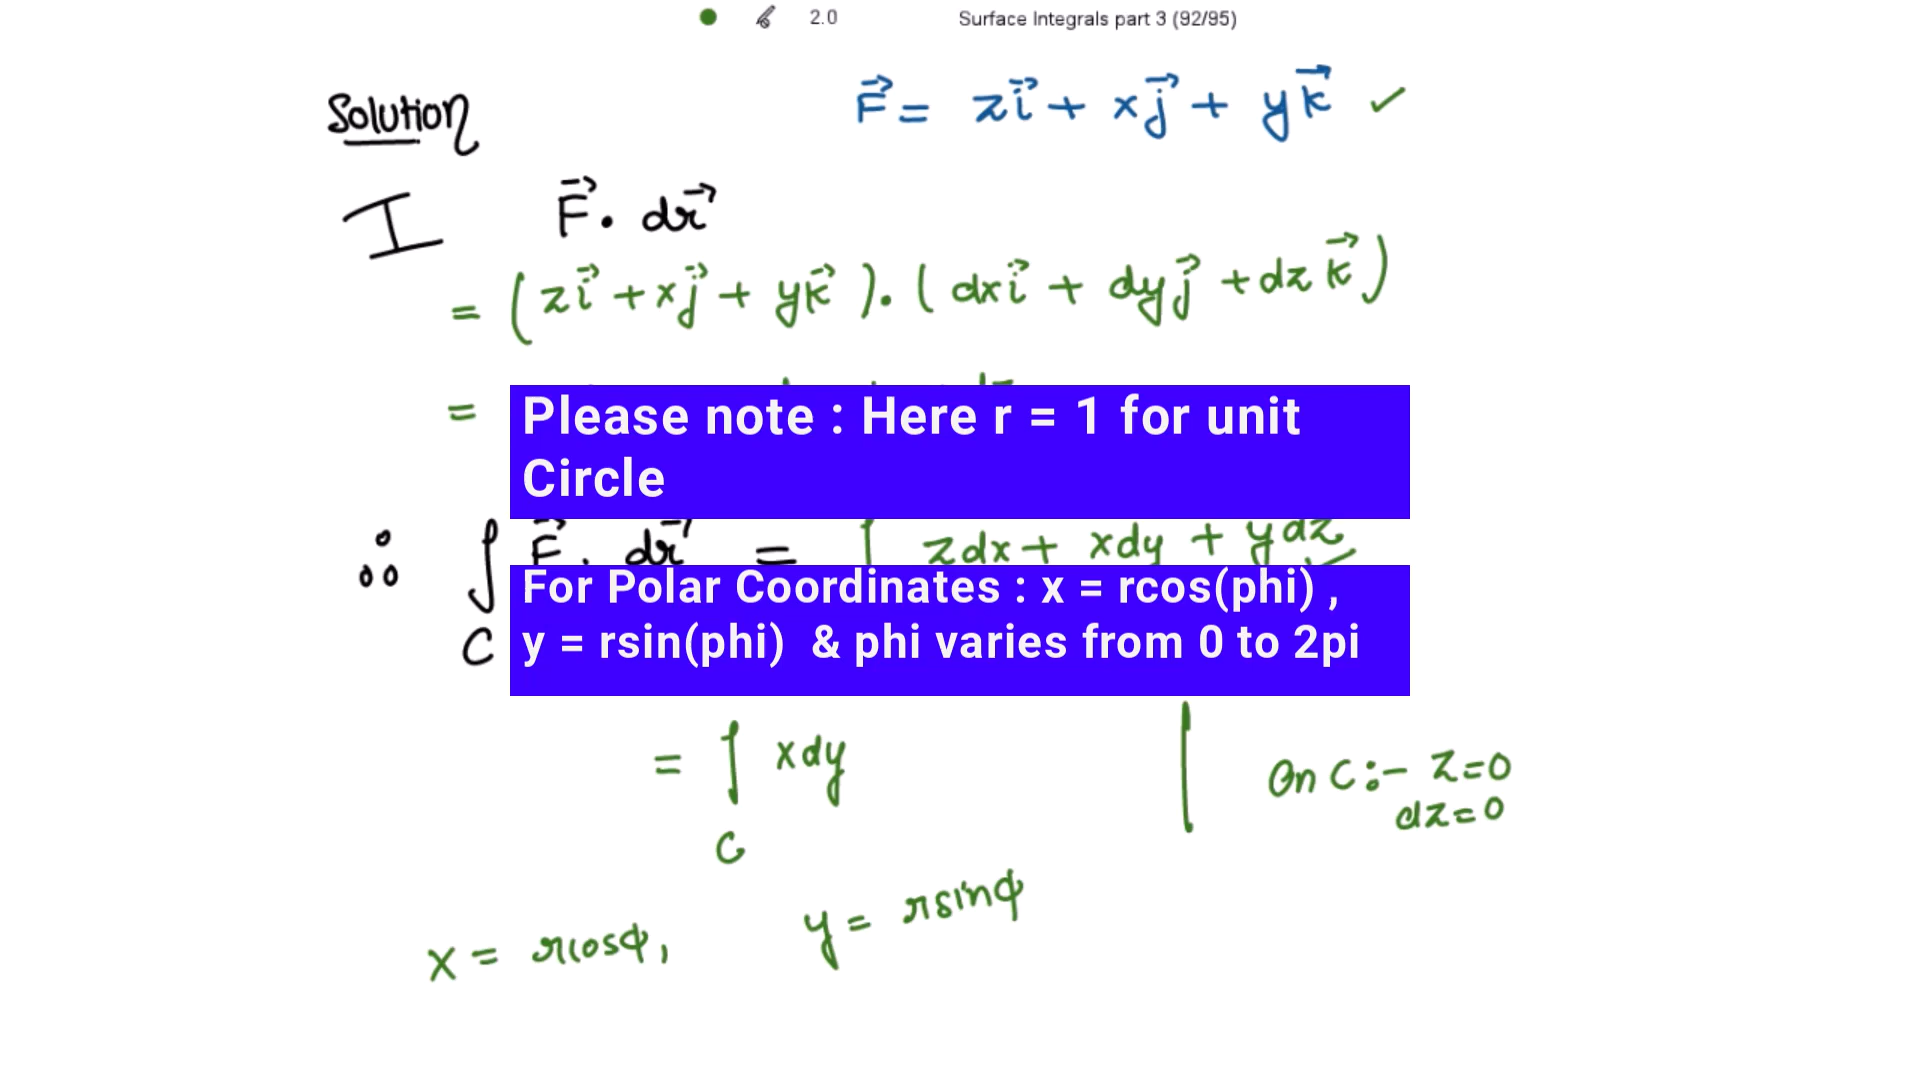 2.0 Surface Integrals part 3 (92/95)
Solution F⃗ = zi⃗ + xj⃗ + yk⃗ ✓
I F⃗ . dr⃗
= (zi⃗ + xj⃗ + yk⃗). (dxi⃗ + dyj⃗ + dzk⃗)
=
Please note : Here r = 1 for unit
Circle
∴ ∫ F⃗ . dr⃗ = ∫ zdx + xdy + ydz
C
For Polar Coordinates : x = rcos(phi) ,
y = rsin(phi) & phi varies from 0 to 2pi
= ∫ xdy | On C:- z=0
dz=0
C
x = rcosϕ, y = rsinϕ